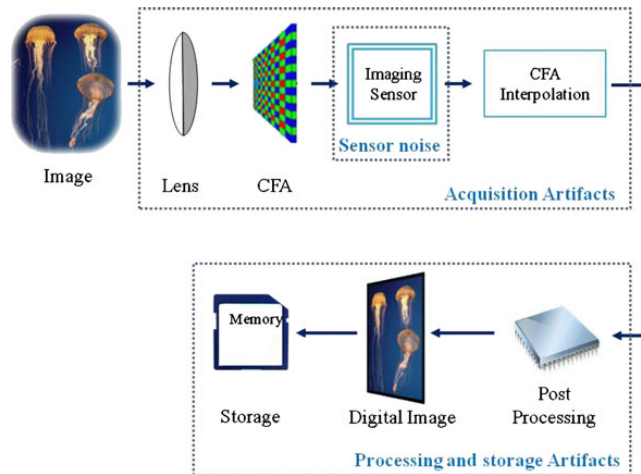 Image
Lens
CFA
Imaging
Sensor
Sensor noise
CFA
Interpolation
Acquisition Artifacts
Memory
Storage
Digital Image
Post
Processing
Processing and storage Artifacts